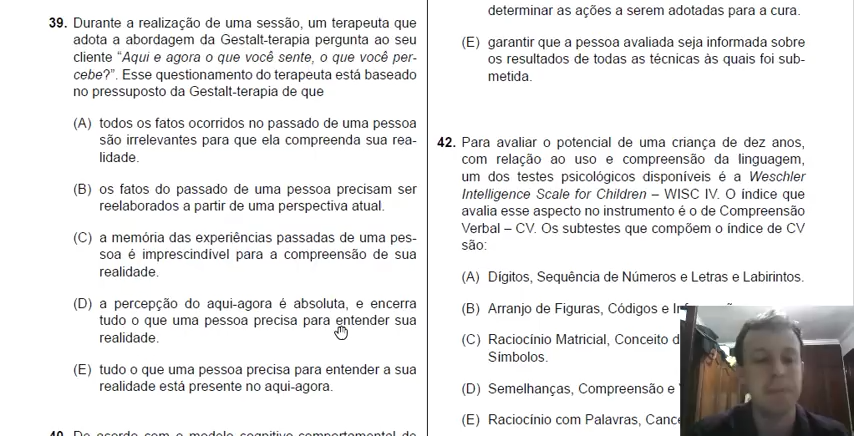 39. Durante a realização de uma sessão, um terapeuta que
adota a abordagem da Gestalt-terapia pergunta ao seu
cliente “Aqui e agora o que você sente, o que você per-
cebe?”. Esse questionamento do terapeuta está baseado
no pressuposto da Gestalt-terapia de que
(A) todos os fatos ocorridos no passado de uma pessoa
são irrelevantes para que ela compreenda sua rea-
lidade.
(B) os fatos do passado de uma pessoa precisam ser
reelaborados a partir de uma perspectiva atual.
(C) a memória das experiências passadas de uma pes-
soa é imprescindível para a compreensão de sua
realidade.
(D) a percepção do aqui-agora é absoluta, e encerra
tudo o que uma pessoa precisa para entender sua
realidade.
(E) tudo o que uma pessoa precisa para entender a sua
realidade está presente no aqui-agora.
40. De acordo com o modelo cognitivo comportamental de
determinar as ações a serem adotadas para a cura.
(E) garantir que a pessoa avaliada seja informada sobre
os resultados de todas as técnicas às quais foi sub-
metida.
42. Para avaliar o potencial de uma criança de dez anos,
com relação ao uso e compreensão da linguagem,
um dos testes psicológicos disponíveis é a Weschler
Intelligence Scale for Children – WISC IV. O índice que
avalia esse aspecto no instrumento é o de Compreensão
Verbal – CV. Os subtestes que compõem o índice de CV
são:
(A) Dígitos, Sequência de Números e Letras e Labirintos.
(B) Arranjo de Figuras, Códigos e
(C) Raciocínio Matricial, Conceito
Símbolos.
(D) Semelhanças, Compreensão e
(E) Raciocínio com Palavras,